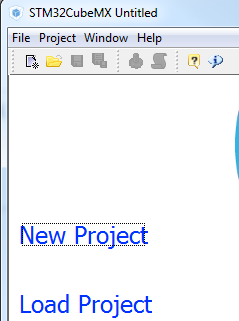 STM32CubeMX Untitled
File Project Window Help
New Project
Load Project